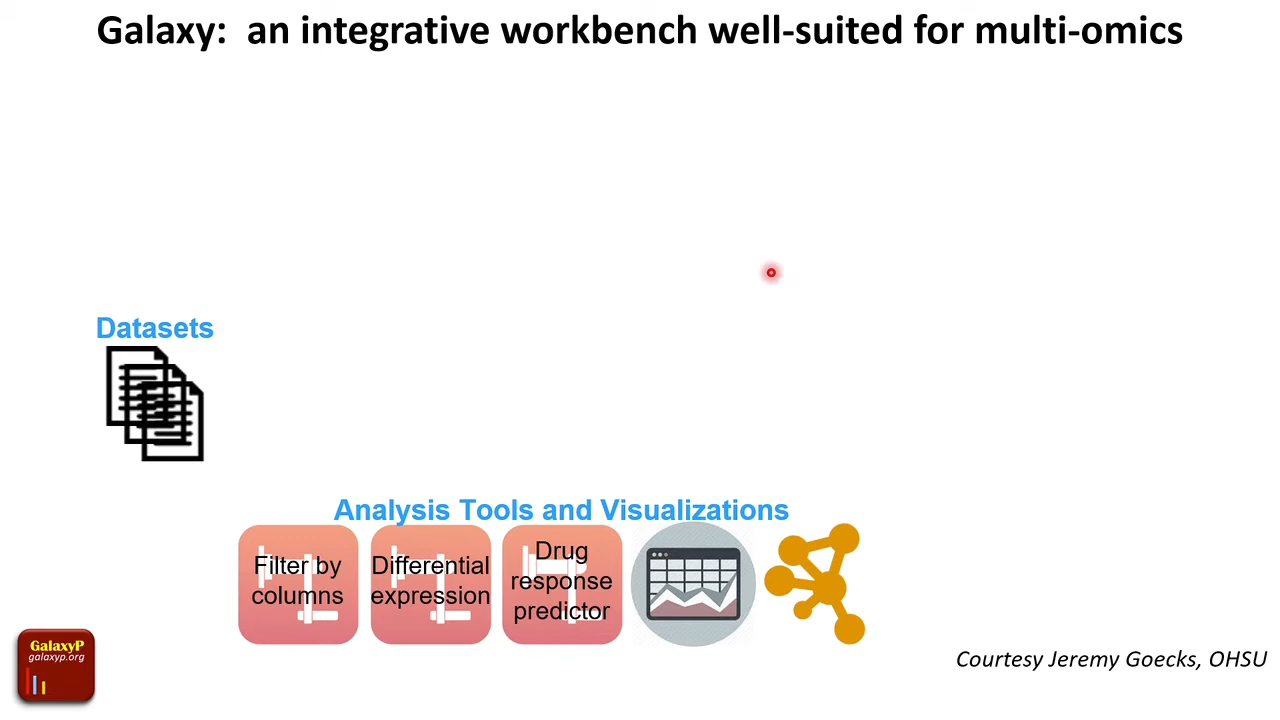 Galaxy: an integrative workbench well-suited for multi-omics
Datasets
Analysis Tools and Visualizations
Filter by
columns
Differential
expression
Drug
response
predictor
GalaxyP
galaxyp.org
Courtesy Jeremy Goecks, OHSU